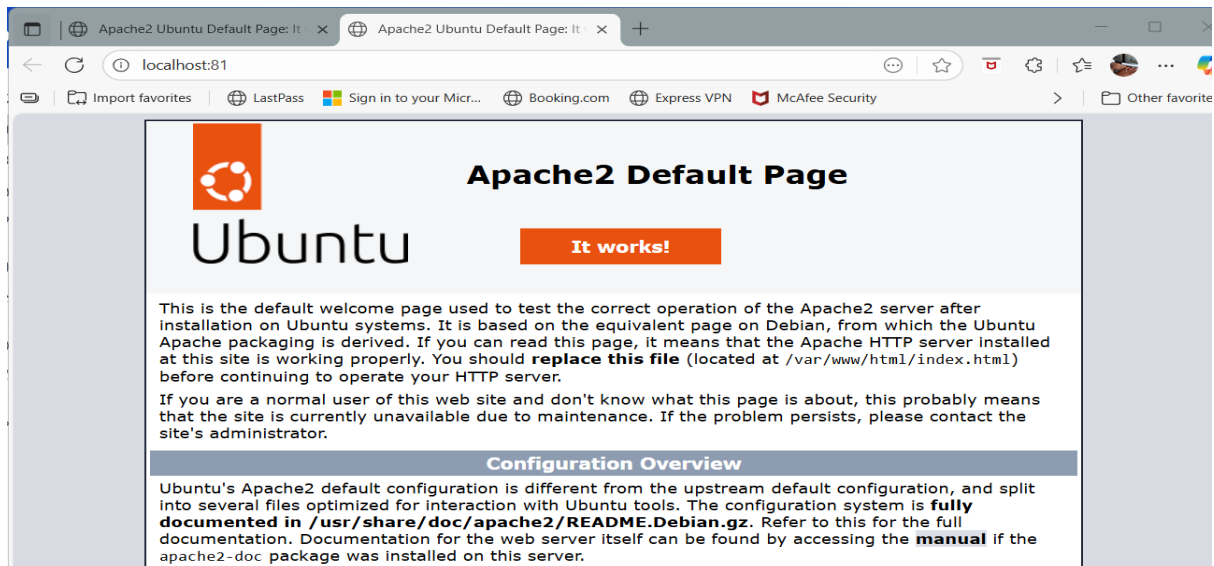 Apache2 Ubuntu Default Page: It
Apache2 Ubuntu Default Page: It
localhost:81
Import favorites
LastPass
Sign in to your Micr...
Booking.com
Express VPN
McAfee Security
Other favorite
Apache2 Default Page
Ubuntu
It works!
This is the default welcome page used to test the correct operation of the Apache2 server after
installation on Ubuntu systems. It is based on the equivalent page on Debian, from which the Ubuntu
Apache packaging is derived. If you can read this page, it means that the Apache HTTP server installed
at this site is working properly. You should replace this file (located at /var/www/html/index.html)
before continuing to operate your HTTP server.
If you are a normal user of this web site and don't know what this page is about, this probably means
that the site is currently unavailable due to maintenance. If the problem persists, please contact the
site's administrator.
Configuration Overview
Ubuntu's Apache2 default configuration is different from the upstream default configuration, and split
into several files optimized for interaction with Ubuntu tools. The configuration system is fully
documented in /usr/share/doc/apache2/README.Debian.gz. Refer to this for the full
documentation. Documentation for the web server itself can be found by accessing the manual if the
apache2-doc package was installed on this server.